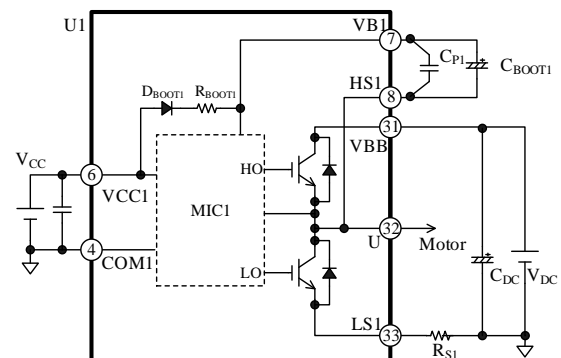 U1
VB1
7
CP1
CBOOT1
DBOOT1 RBOOT1
HS1
8
31
VBB
VCC
6
VCC1
HO
MIC1
32
U
Motor
4
COM1
LO
CDC
VDC
LS1
33
RS1